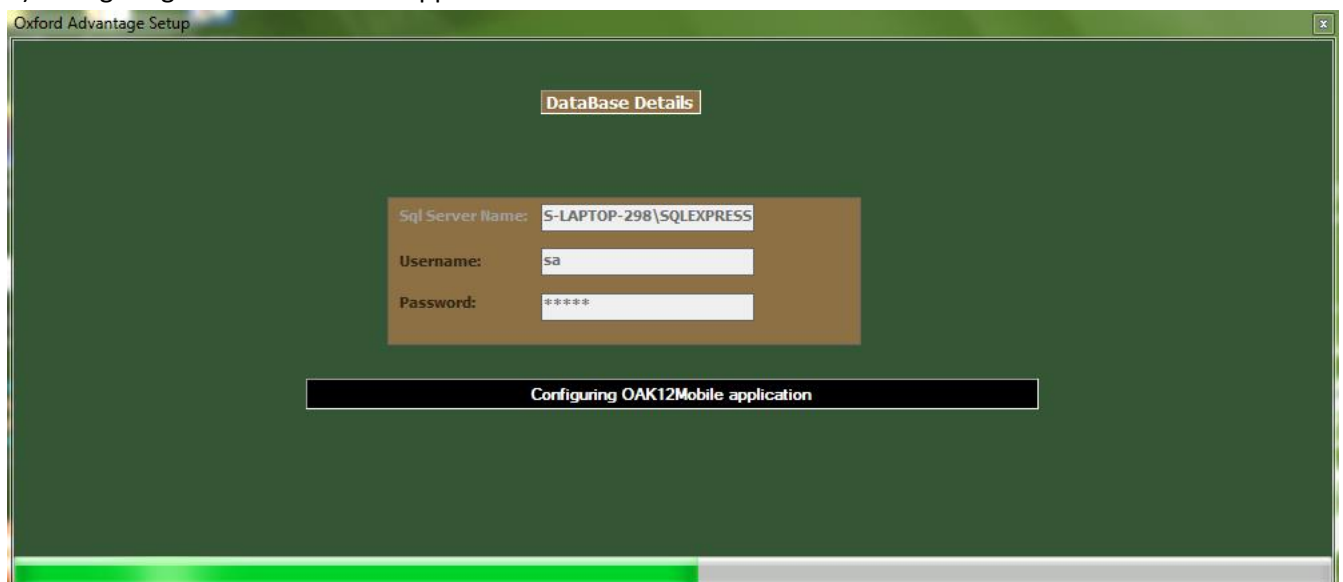 Oxford Advantage Setup
x
DataBase Details
Sql Server Name: S-LAPTOP-298\SQLEXPRESS
Username: sa
Password: *****
Configuring OAK12Mobile application